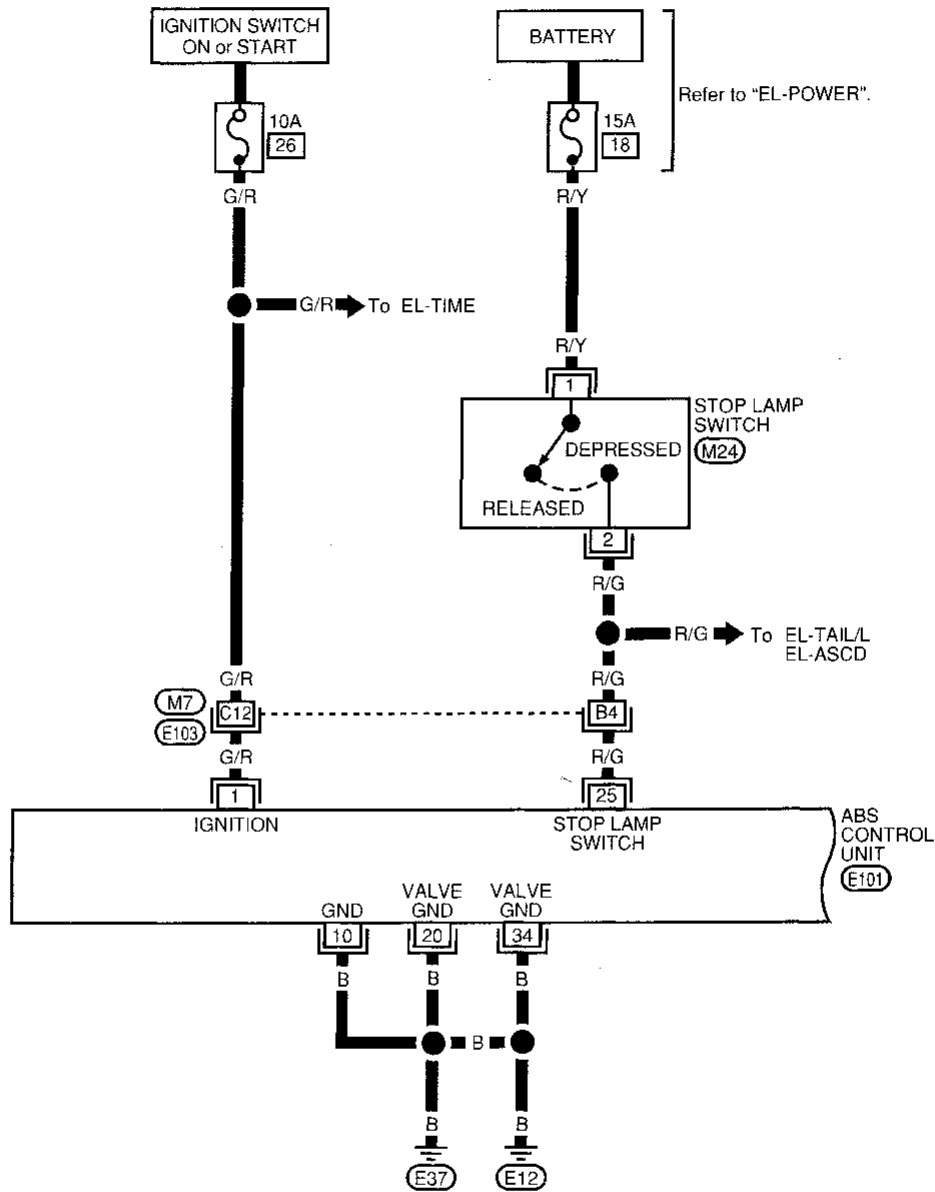 IGNITION SWITCH
ON or START
BATTERY
Refer to "EL-POWER".
10A
26
15A
18
G/R
R/Y
G/R
To EL-TIME
R/Y
1
STOP LAMP
SWITCH
M24
DEPRESSED
RELEASED
2
R/G
R/G
To EL-TAIL/L
EL-ASCD
G/R
R/G
M7
C12
B4
E103
G/R
R/G
1
25
IGNITION
STOP LAMP
SWITCH
ABS
CONTROL
UNIT
E101
GND
VALVE
GND
VALVE
GND
10
20
34
B
B
B
B
B
B
E37
E12